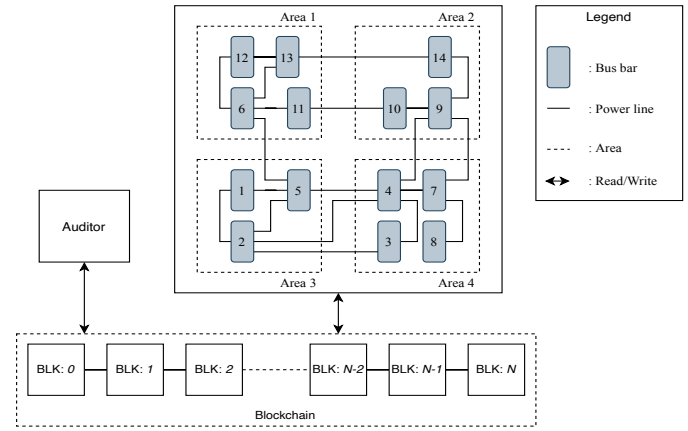 Area 1
Area 2
12
13
14
6
11
10
9
1
5
4
7
2
3
8
Area 3
Area 4
Legend
: Bus bar
: Power line
: Area
: Read/Write
Auditor
BLK: 0
BLK: 1
BLK: 2
BLK: N-2
BLK: N-1
BLK: N
Blockchain